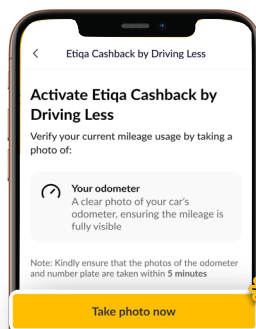 Etiqa Cashback by Driving Less
Activate Etiqa Cashback by
Driving Less
Verify your current mileage usage by taking a
photo of:
Your odometer
A clear photo of your car's
odometer, ensuring the mileage is
fully visible
Note: Kindly ensure that the photos of the odometer
and number plate are taken within 5 minutes
Take photo now